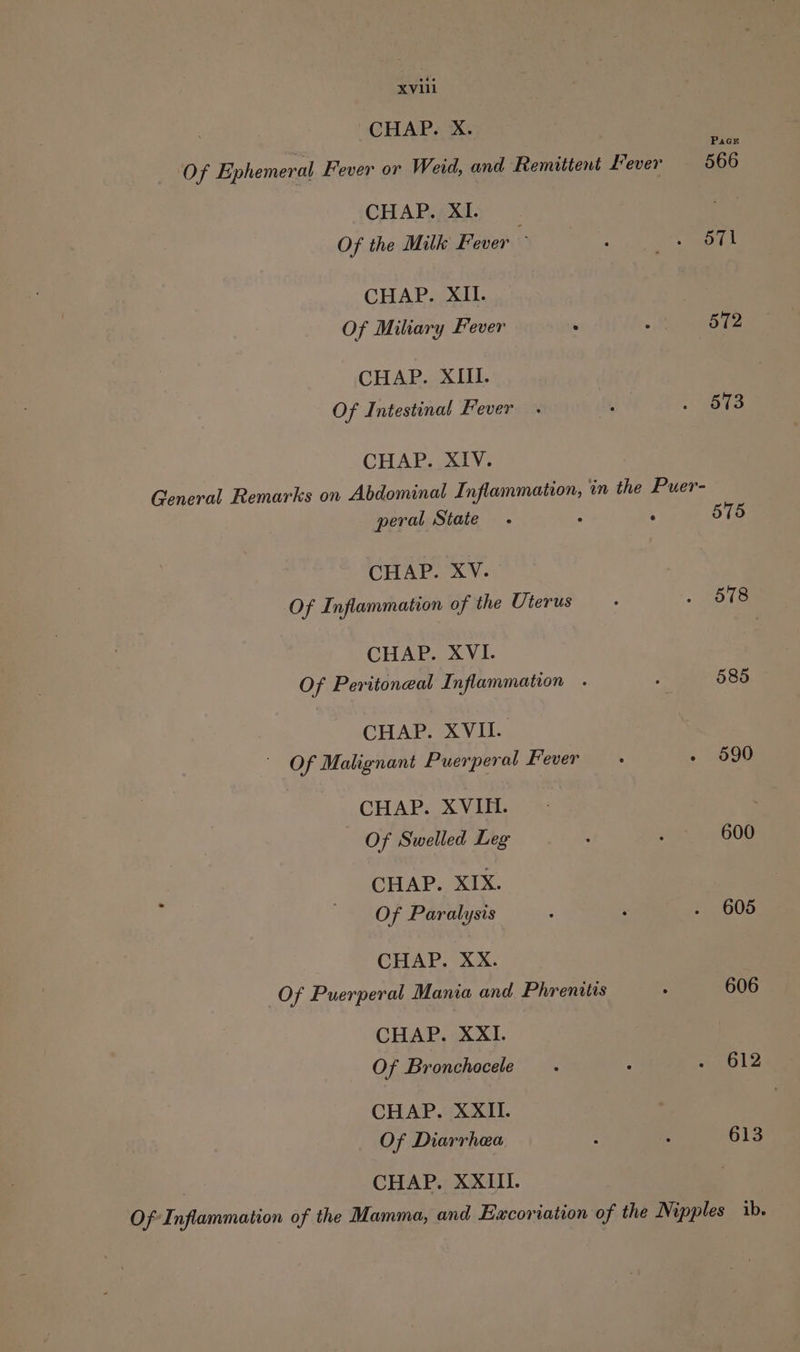 xviii
CHAP. X.
PAGE
Of Ephemeral Fever or Weid, and Remittent Fever 566
CHAP. XI.
Of the Milk Fever . . 571
CHAP. XII.
Of Miliary Fever . . 572
CHAP. XIII.
Of Intestinal Fever . . . 573
CHAP. XIV.
General Remarks on Abdominal Inflammation, in the Puer-
peral State . . . 575
CHAP. XV.
Of Inflammation of the Uterus . . 578
CHAP. XVI.
Of Peritonæal Inflammation . . 585
CHAP. XVII.
Of Malignant Puerperal Fever . . 590
CHAP. XVIII.
Of Swelled Leg . . 600
CHAP. XIX.
Of Paralysis . . . 605
CHAP. XX.
Of Puerperal Mania and Phrenitis . 606
CHAP. XXI.
Of Bronchocele . . . 612
CHAP. XXII.
Of Diarrhœa . . 613
CHAP. XXIII.
Of Inflammation of the Mamma, and Excoriation of the Nipples ib.